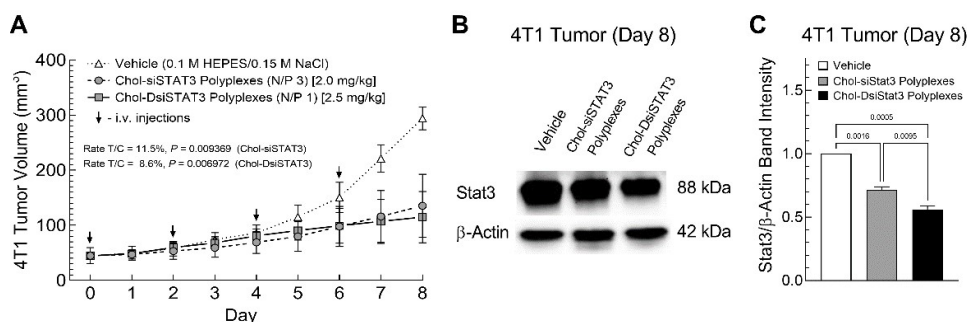 A
4T1 Tumor Volume (mm³)
400
300
200
100
0
Vehicle (0.1 M HEPES/0.15 M NaCl)
Chol-siSTAT3 Polyplexes (N/P 3) [2.0 mg/kg]
Chol-DsiSTAT3 Polyplexes (N/P 1) [2.5 mg/kg]
- i.v. injections
Rate T/C = 11.5%, P = 0.009369 (Chol-siSTAT3)
Rate T/C = 8.6%, P = 0.006972 (Chol-DsiSTAT3)
0 1 2 3 4 5 6 7 8
Day
B
4T1 Tumor (Day 8)
Vehicle
Chol-siSTAT3
Polyplexes
Chol-DsiSTAT3
Polyplexes
Stat3
88 kDa
β-Actin
42 kDa
C
4T1 Tumor (Day 8)
Vehicle
Chol-siStat3 Polyplexes
Chol-DsiStat3 Polyplexes
0.0005
0.0016
0.0095
Stat3/β-Actin Band Intensity
1.0
0.5
0.0